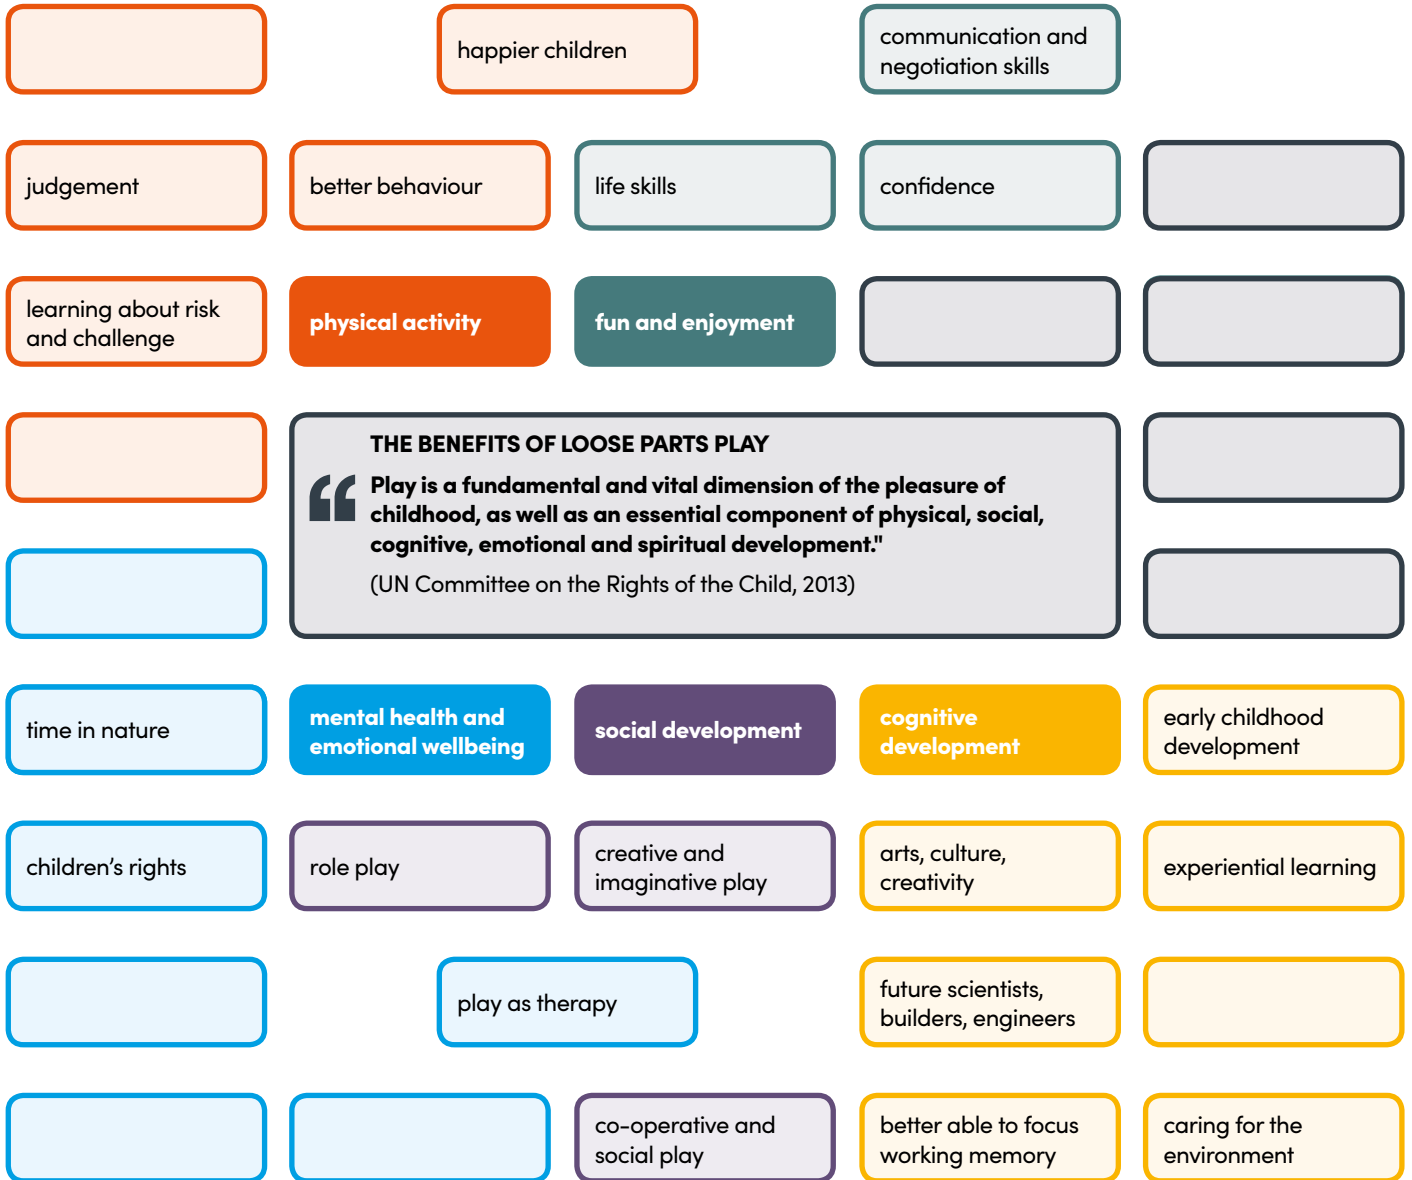 happier children
communication and
negotiation skills
judgement
better behaviour
life skills
confidence
learning about risk
and challenge
physical activity
fun and enjoyment
THE BENEFITS OF LOOSE PARTS PLAY
“ Play is a fundamental and vital dimension of the pleasure of
childhood, as well as an essential component of physical, social,
cognitive, emotional and spiritual development."
(UN Committee on the Rights of the Child, 2013)
time in nature
mental health and
emotional wellbeing
social development
cognitive
development
early childhood
development
children’s rights
role play
creative and
imaginative play
arts, culture,
creativity
experiential learning
play as therapy
future scientists,
builders, engineers
co-operative and
social play
better able to focus
working memory
caring for the
environment